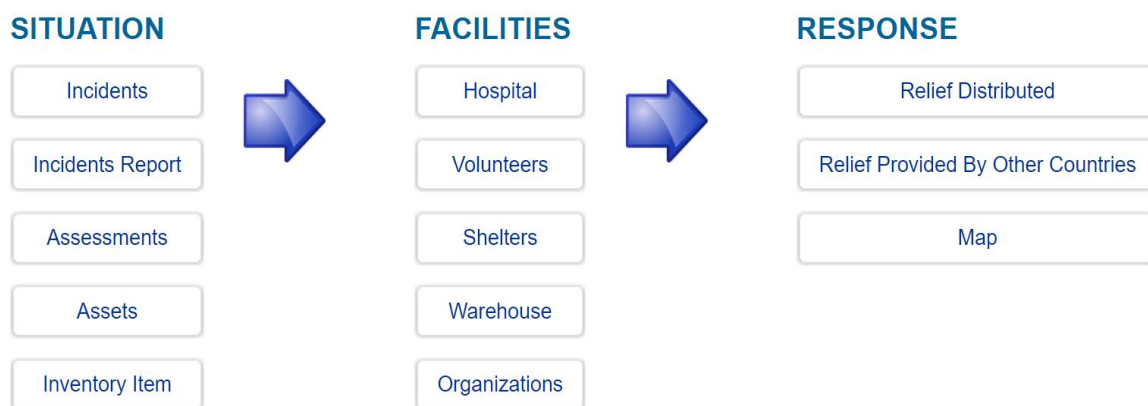 SITUATION
Incidents
Incidents Report
Assessments
Assets
Inventory Item
FACILITIES
Hospital
Volunteers
Shelters
Warehouse
Organizations
RESPONSE
Relief Distributed
Relief Provided By Other Countries
Map